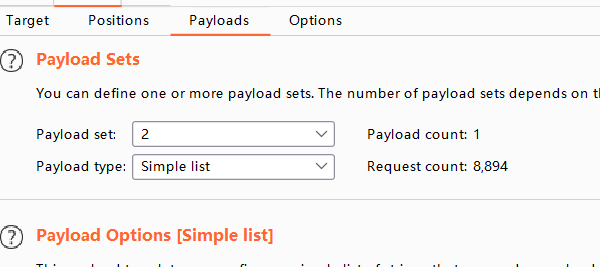 Target Positions Payloads Options
Payload Sets
You can define one or more payload sets. The number of payload sets depends on
Payload set: 2 Payload count: 1
Payload type: Simple list Request count: 8,894
Payload Options [Simple list]